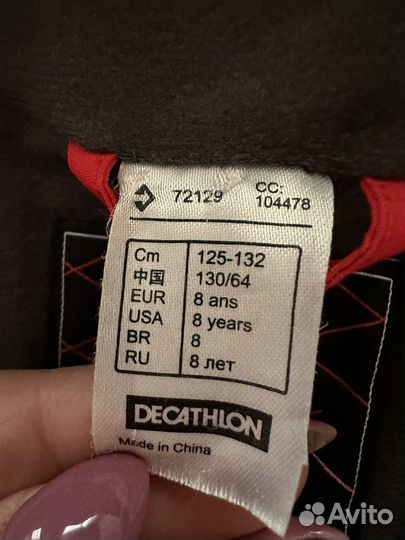 72129 CC: 104478
Cm 125-132
中国 130/64
EUR 8 ans
USA 8 years
BR 8
RU 8 лет
DECATHLON
Made in China
Avito